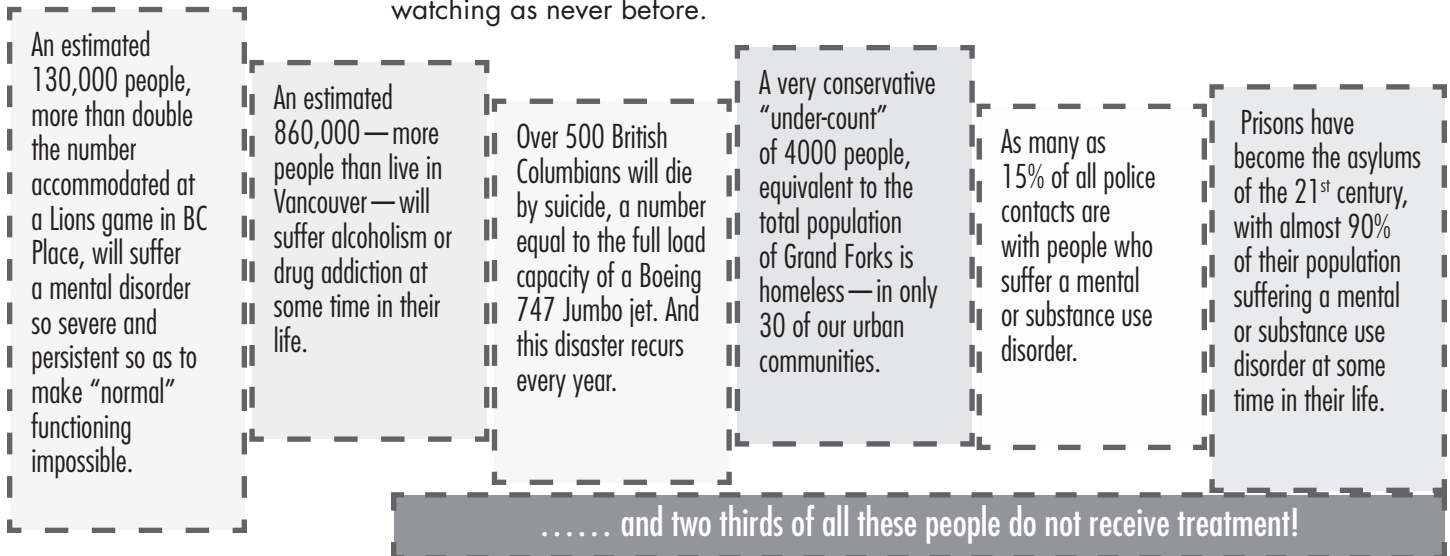 watching as never before.
An estimated
130,000 people,
more than double
the number
accommodated at
a Lions game in BC
Place, will suffer
a mental disorder
so severe and
persistent so as to
make “normal”
functioning
impossible.
An estimated
860,000 — more
people than live in
Vancouver — will
suffer alcoholism or
drug addiction at
some time in their
life.
Over 500 British
Columbians will die
by suicide, a number
equal to the full load
capacity of a Boeing
747 Jumbo jet. And
this disaster recurs
every year.
A very conservative
“under-count”
of 4000 people,
equivalent to the
total population
of Grand Forks is
homeless — in only
30 of our urban
communities.
As many as
15% of all police
contacts are
with people who
suffer a mental
or substance use
disorder.
Prisons have
become the asylums
of the 21st century,
with almost 90%
of their population
suffering a mental
or substance use
disorder at some
time in their life.
...... and two thirds of all these people do not receive treatment!